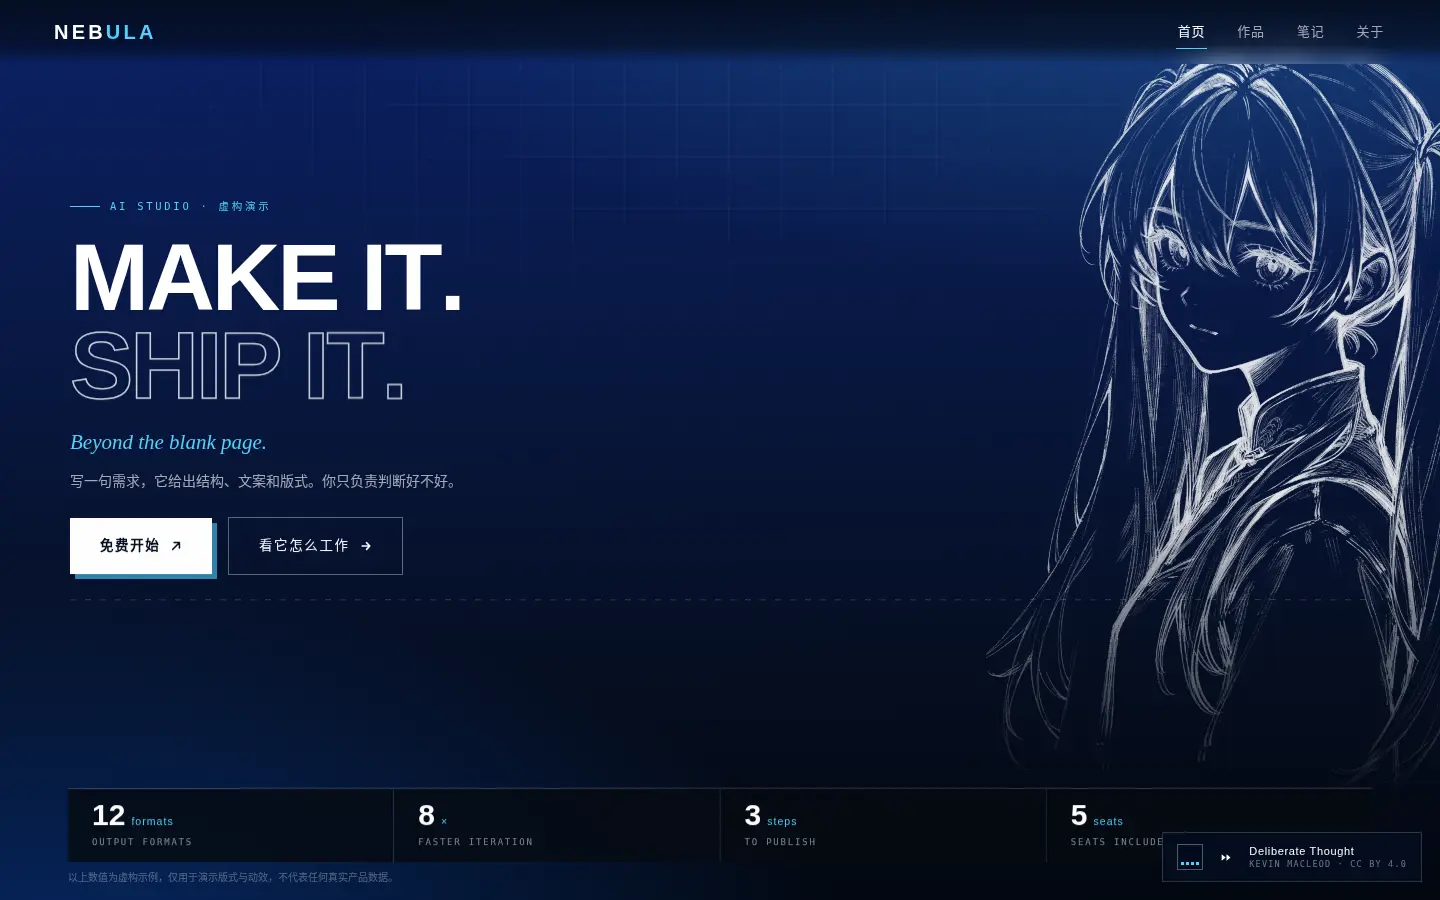 NEBULA
首页 作品 笔记 关于
AI STUDIO · 虚构演示
MAKE IT.
SHIP IT.
Beyond the blank page.
写一句需求，它给出结构、文案和版式。你只负责判断好不好。
免费开始 ↗ 看它怎么工作 →
12 formats
OUTPUT FORMATS
8 ×
FASTER ITERATION
3 steps
TO PUBLISH
5 seats
SEATS INCLUDE
Deliberate Thought
KEVIN MACLEOD · CC BY 4.0
以上数值为虚构示例，仅用于演示版式与动效，不代表任何真实产品数据。